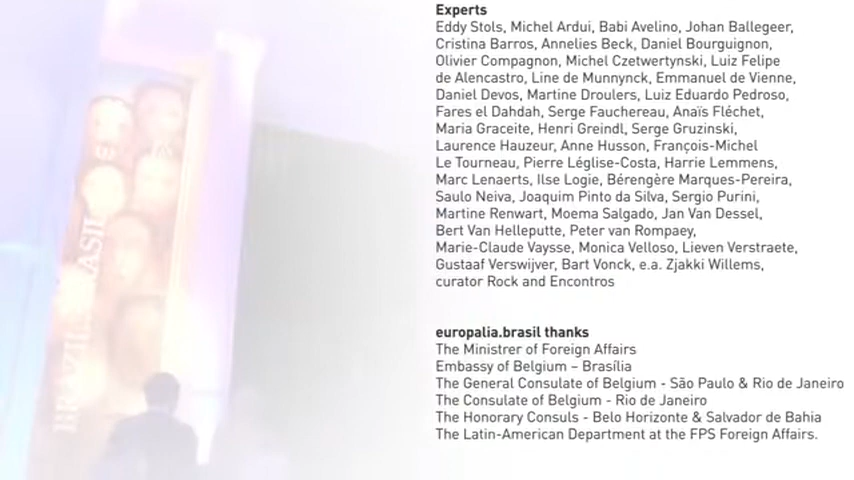 Experts
Eddy Stols, Michel Ardui, Babi Avelino, Johan Ballegeer,
Cristina Barros, Annelies Beck, Daniel Bourguignon,
Olivier Compagnon, Michel Czetwertynski, Luiz Felipe
de Alencastro, Line de Munnynck, Emmanuel de Vienne,
Daniel Devos, Martine Droulers, Luiz Eduardo Pedroso,
Fares el Dahdah, Serge Fauchereau, Anaïs Fléchet,
Maria Graceite, Henri Greindl, Serge Gruzinski,
Laurence Hauzeur, Anne Husson, François-Michel
Le Tourneau, Pierre Léglise-Costa, Harrie Lemmens,
Marc Lenaerts, Ilse Logie, Bérengère Marques-Pereira,
Saulo Neiva, Joaquim Pinto da Silva, Sergio Purini,
Martine Renwart, Moema Salgado, Jan Van Dessel,
Bert Van Helleputte, Peter van Rompaey,
Marie-Claude Vaysse, Monica Velloso, Lieven Verstraete,
Gustaaf Verswijver, Bart Vonck, e.a. Zjakki Willems,
curator Rock and Encontros
europalia.brasil thanks
The Ministrer of Foreign Affairs
Embassy of Belgium – Brasília
The General Consulate of Belgium - São Paulo & Rio de Janeiro
The Consulate of Belgium - Rio de Janeiro
The Honorary Consuls - Belo Horizonte & Salvador de Bahia
The Latin-American Department at the FPS Foreign Affairs.